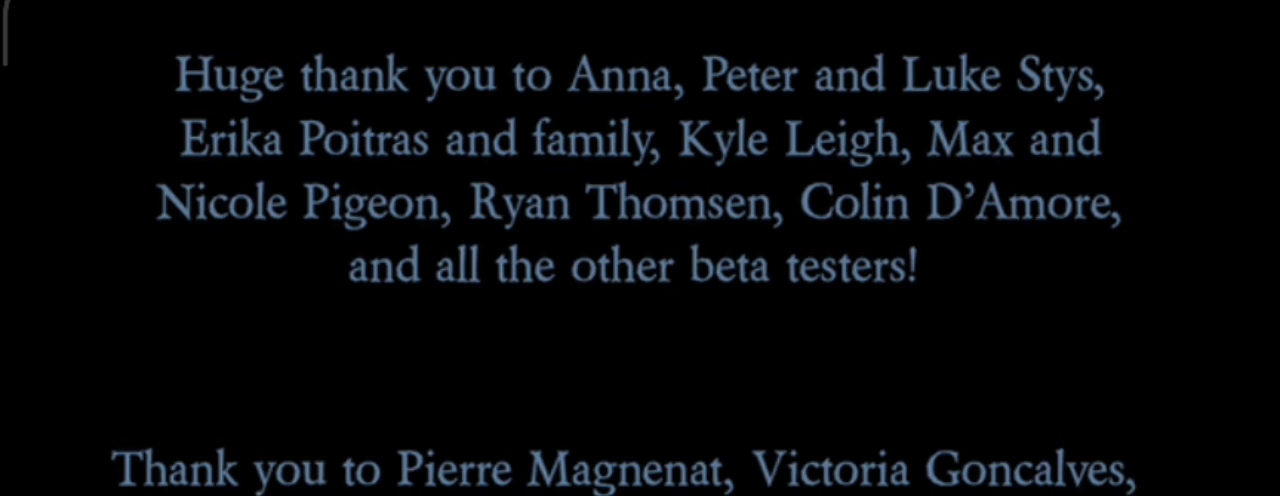 Huge thank you to Anna, Peter and Luke Stys,
Erika Poitras and family, Kyle Leigh, Max and
Nicole Pigeon, Ryan Thomsen, Colin D’Amore,
and all the other beta testers!
Thank you to Pierre Magnenat, Victoria Goncalves,